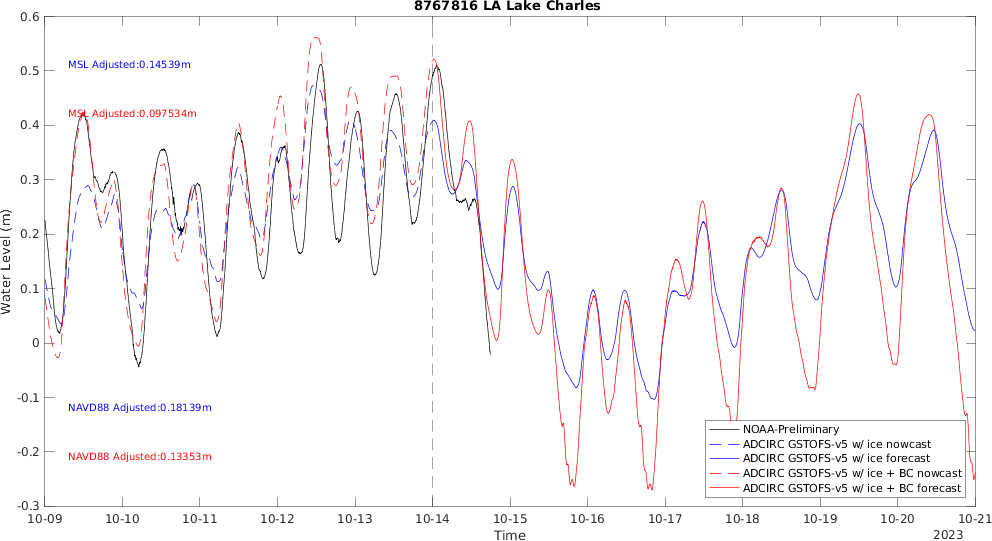 8767816 LA Lake Charles
0.6
0.5
0.4
0.3
0.2
0.1
0
-0.1
-0.2
-0.3
Water Level (m)
MSL Adjusted:0.14539m
MSL Adjusted:0.097534m
NAVD88 Adjusted:0.18139m
NAVD88 Adjusted:0.13353m
NOAA-Preliminary
ADCIRC GSTOFS-v5 w/ ice nowcast
ADCIRC GSTOFS-v5 w/ ice forecast
ADCIRC GSTOFS-v5 w/ ice + BC nowcast
ADCIRC GSTOFS-v5 w/ ice + BC forecast
10-09 10-10 10-11 10-12 10-13 10-14 10-15 10-16 10-17 10-18 10-19 10-20 10-21
Time
2023